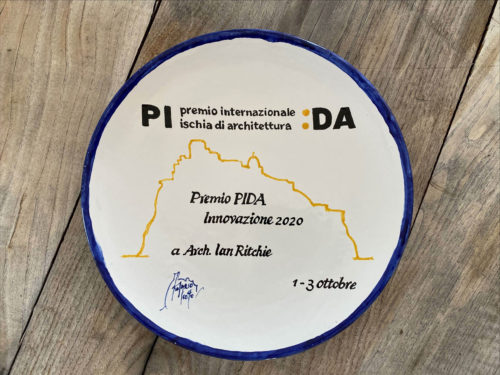 PI premio internazionale :DA
ischia di architettura
Premio PIDA
Innovazione 2020
a Arch. Ian Ritchie
1-3 ottobre